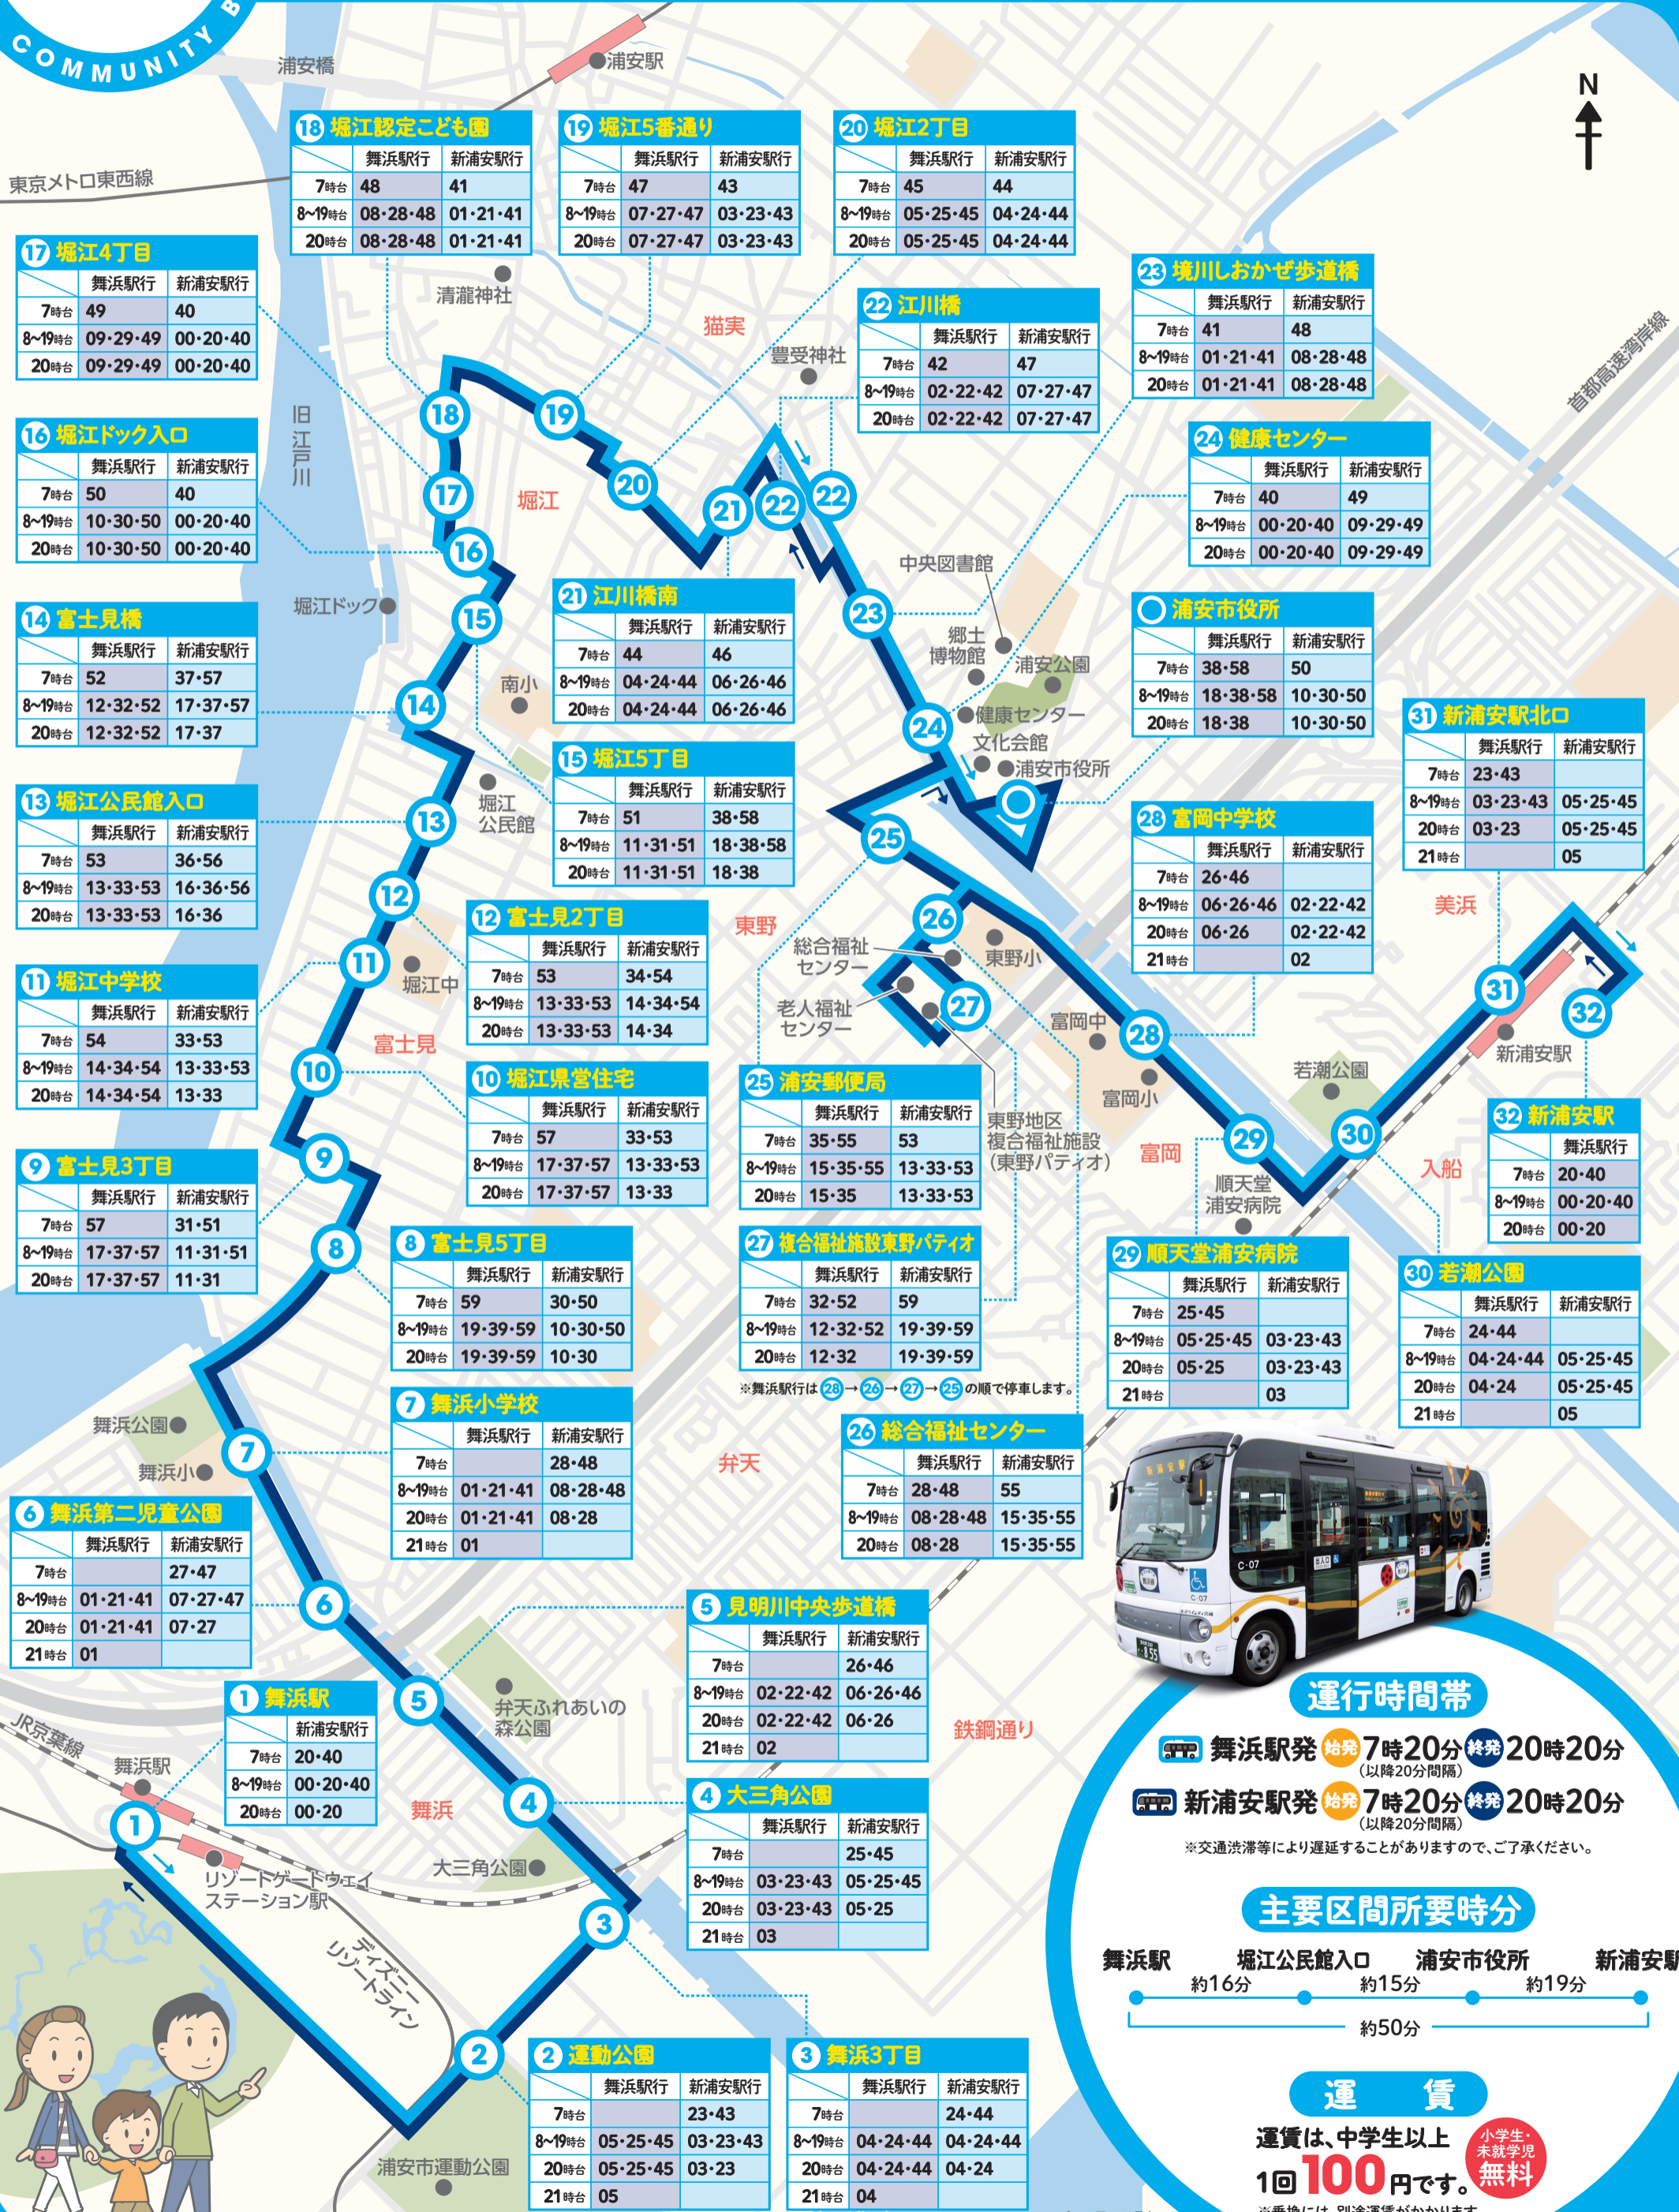 COMMUNITY B
浦安橋
浦安駅
N
東京メトロ東西線
18 堀江認定こども園
舞浜駅行 新浦安駅行
7時台 48 41
8~19時台 08・28・48 01・21・41
20時台 08・28・48 01・21・41
19 堀江5番通り
舞浜駅行 新浦安駅行
7時台 47 43
8~19時台 07・27・47 03・23・43
20時台 07・27・47 03・23・43
20 堀江2丁目
舞浜駅行 新浦安駅行
7時台 45 44
8~19時台 05・25・45 04・24・44
20時台 05・25・45 04・24・44
17 堀江4丁目
舞浜駅行 新浦安駅行
7時台 49 40
8~19時台 09・29・49 00・20・40
20時台 09・29・49 00・20・40
清瀧神社
猫実
豊受神社
22 江川橋
舞浜駅行 新浦安駅行
7時台 42 47
8~19時台 02・22・42 07・27・47
20時台 02・22・42 07・27・47
23 境川しおかぜ歩道橋
舞浜駅行 新浦安駅行
7時台 41 48
8~19時台 01・21・41 08・28・48
20時台 01・21・41 08・28・48
首都高速湾岸線
旧江戸川
16 堀江ドック入口
舞浜駅行 新浦安駅行
7時台 50 40
8~19時台 10・30・50 00・20・40
20時台 10・30・50 00・20・40
24 健康センター
舞浜駅行 新浦安駅行
7時台 40 49
8~19時台 00・20・40 09・29・49
20時台 00・20・40 09・29・49
18
19
17
20
堀江
21
22
22
16
15
23
堀江ドック
中央図書館
郷土
博物館
浦安公園
健康センター
文化会館
浦安市役所
24
14 富士見橋
舞浜駅行 新浦安駅行
7時台 52 37・57
8~19時台 12・32・52 17・37・57
20時台 12・32・52 17・37
21 江川橋南
舞浜駅行 新浦安駅行
7時台 44 46
8~19時台 04・24・44 06・26・46
20時台 04・24・44 06・26・46
浦安市役所
舞浜駅行 新浦安駅行
7時台 38・58 50
8~19時台 18・38・58 10・30・50
20時台 18・38 10・30・50
南小
14
15 堀江5丁目
舞浜駅行 新浦安駅行
7時台 51 38・58
8~19時台 11・31・51 18・38・58
20時台 11・31・51 18・38
31 新浦安駅北口
舞浜駅行 新浦安駅行
7時台 23・43
8~19時台 03・23・43 05・25・45
20時台 03・23 05・25・45
21時台 05
13 堀江公民館入口
舞浜駅行 新浦安駅行
7時台 53 36・56
8~19時台 13・33・53 16・36・56
20時台 13・33・53 16・36
堀江
公民館
13
12
25
28 富岡中学校
舞浜駅行 新浦安駅行
7時台 26・46
8~19時台 06・26・46 02・22・42
20時台 06・26 02・22・42
21時台 02
美浜
12 富士見2丁目
舞浜駅行 新浦安駅行
7時台 53 34・54
8~19時台 13・33・53 14・34・54
20時台 13・33・53 14・34
東野
26
総合福祉
センター
東野小
老人福祉
センター
27
富岡中
28
富岡小
31
32
新浦安駅
若潮公園
11 堀江中学校
舞浜駅行 新浦安駅行
7時台 54 33・53
8~19時台 14・34・54 13・33・53
20時台 14・34・54 13・33
11
堀江中
富士見
10
10 堀江県営住宅
舞浜駅行 新浦安駅行
7時台 57 33・53
8~19時台 17・37・57 13・33・53
20時台 17・37・57 13・33
25 浦安郵便局
舞浜駅行 新浦安駅行
7時台 35・55 53
8~19時台 15・35・55 13・33・53
20時台 15・35 13・33・53
東野地区
複合福祉施設
(東野パティオ)
富岡
29
30
入船
順天堂
浦安病院
32 新浦安駅
舞浜駅行
7時台 20・40
8~19時台 00・20・40
20時台 00・20
9 富士見3丁目
舞浜駅行 新浦安駅行
7時台 57 31・51
8~19時台 17・37・57 11・31・51
20時台 17・37・57 11・31
9
8
8 富士見5丁目
舞浜駅行 新浦安駅行
7時台 59 30・50
8~19時台 19・39・59 10・30・50
20時台 19・39・59 10・30
27 複合福祉施設東野パティオ
舞浜駅行 新浦安駅行
7時台 32・52 59
8~19時台 12・32・52 19・39・59
20時台 12・32 19・39・59
※舞浜駅行は28→26→27→25の順で停車します。
29 順天堂浦安病院
舞浜駅行 新浦安駅行
7時台 25・45
8~19時台 05・25・45 03・23・43
20時台 05・25 03・23・43
21時台 03
30 若潮公園
舞浜駅行 新浦安駅行
7時台 24・44
8~19時台 04・24・44 05・25・45
20時台 04・24 05・25・45
21時台 05
舞浜公園
舞浜小
7
7 舞浜小学校
舞浜駅行 新浦安駅行
7時台 28・48
8~19時台 01・21・41 08・28・48
20時台 01・21・41 08・28
21時台 01
弁天
26 総合福祉センター
舞浜駅行 新浦安駅行
7時台 28・48 55
8~19時台 08・28・48 15・35・55
20時台 08・28 15・35・55
6 舞浜第二児童公園
舞浜駅行 新浦安駅行
7時台 27・47
8~19時台 01・21・41 07・27・47
20時台 01・21・41 07・27
21時台 01
6
5
5 見明川中央歩道橋
舞浜駅行 新浦安駅行
7時台 26・46
8~19時台 02・22・42 06・26・46
20時台 02・22・42 06・26
21時台 02
新浦安駅
C-07
出入口
C-07
・855
JR京葉線
舞浜駅
1 舞浜駅
新浦安駅行
7時台 20・40
8~19時台 00・20・40
20時台 00・20
弁天ふれあいの
森公園
鉄鋼通り
舞浜
4
4 大三角公園
舞浜駅行 新浦安駅行
7時台 25・45
8~19時台 03・23・43 05・25・45
20時台 03・23・43 05・25
21時台 03
1
リゾートゲートウェイ
ステーション駅
大三角公園
3
ディズニー
リゾートライン
2
浦安市運動公園
2 運動公園
舞浜駅行 新浦安駅行
7時台 23・43
8~19時台 05・25・45 03・23・43
20時台 05・25・45 03・23
21時台 05
3 舞浜3丁目
舞浜駅行 新浦安駅行
7時台 24・44
8~19時台 04・24・44 04・24・44
20時台 04・24・44 04・24
21時台 04
運行時間帯
舞浜駅発 始発 7時20分 終発 20時20分
(以降20分間隔)
新浦安駅発 始発 7時20分 終発 20時20分
(以降20分間隔)
※交通渋滞等により遅延することがありますので、ご了承ください。
主要区間所要時分
舞浜駅 堀江公民館入口 浦安市役所 新浦安駅
約16分 約15分 約19分
約50分
運 賃
運賃は、中学生以上
1回100円です。
小学生・
未就学児
無料
※乗換には、別途運賃がかかります